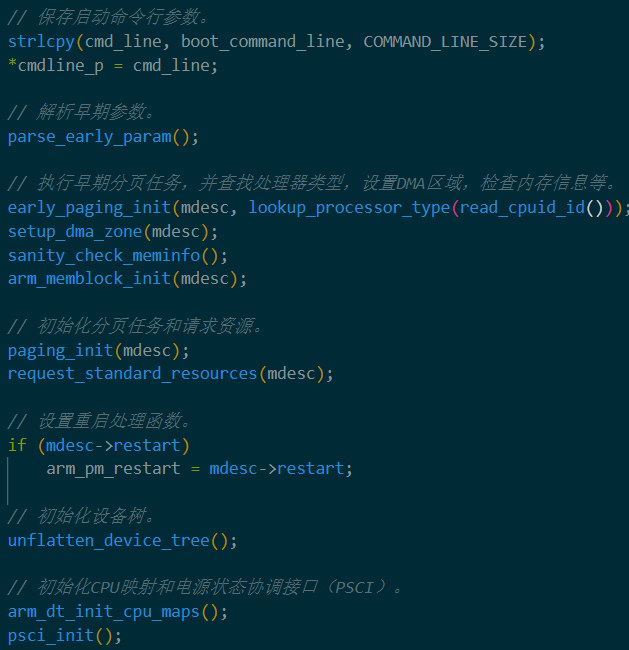 // 保存启动命令行参数。
strlcpy(cmd_line, boot_command_line, COMMAND_LINE_SIZE);
*cmdline_p = cmd_line;
// 解析早期参数。
parse_early_param();
// 执行早期分页任务，并查找处理器类型，设置DMA区域，检查内存信息等。
early_paging_init(mdesc, lookup_processor_type(read_cpuid_id()));
setup_dma_zone(mdesc);
sanity_check_meminfo();
arm_memblock_init(mdesc);
// 初始化分页任务和请求资源。
paging_init(mdesc);
request_standard_resources(mdesc);
// 设置重启处理函数。
if (mdesc->restart)
    arm_pm_restart = mdesc->restart;
// 初始化设备树。
unflatten_device_tree();
// 初始化CPU映射和电源状态协调接口（PSCI）。
arm_dt_init_cpu_maps();
psci_init();